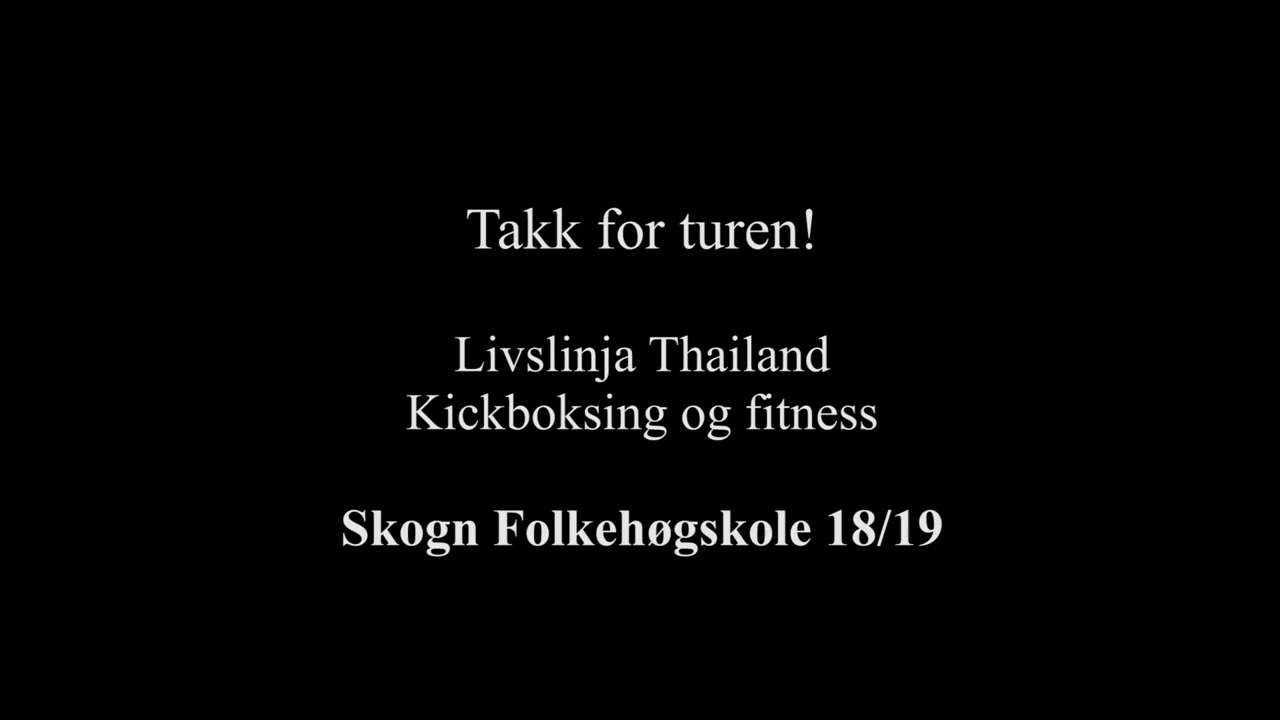 Takk for turen!
Livslinja Thailand
Kickboksing og fitness
Skogn Folkehøgskole 18/19